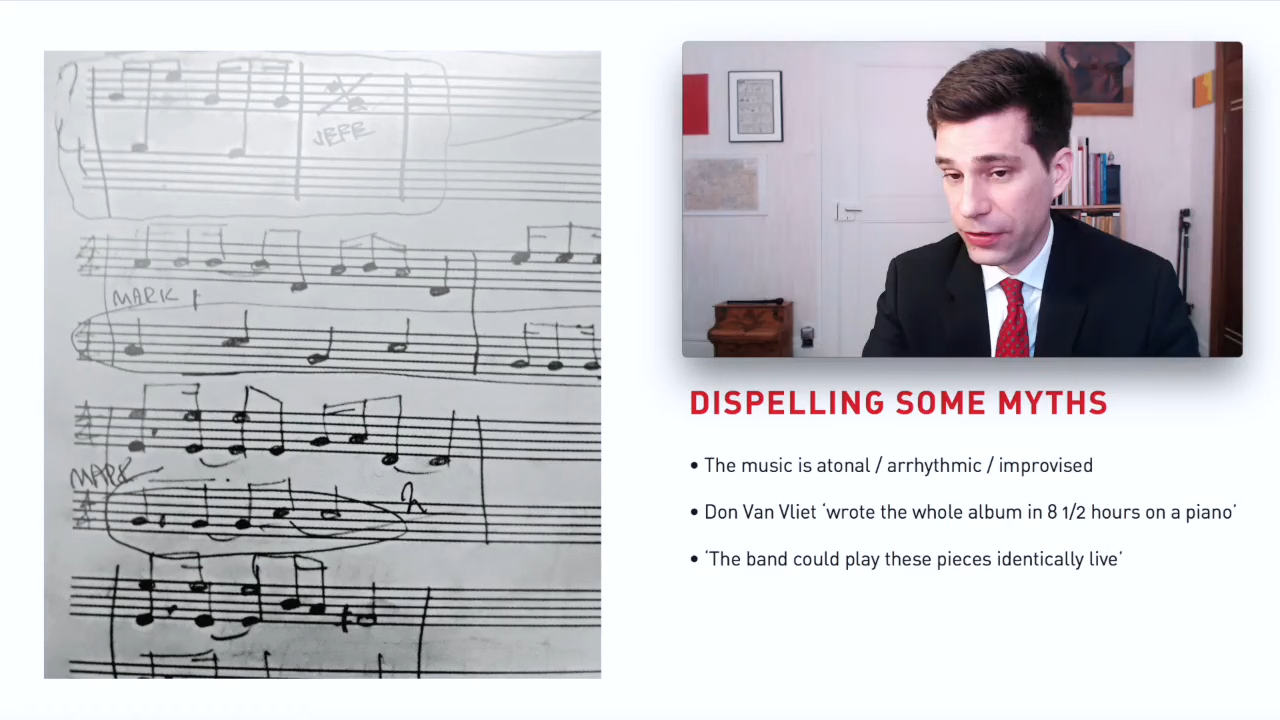 JEFF
MARK
MARK
DISPELLING SOME MYTHS
• The music is atonal / arrhythmic / improvised
• Don Van Vliet ‘wrote the whole album in 8 1/2 hours on a piano’
• ‘The band could play these pieces identically live’